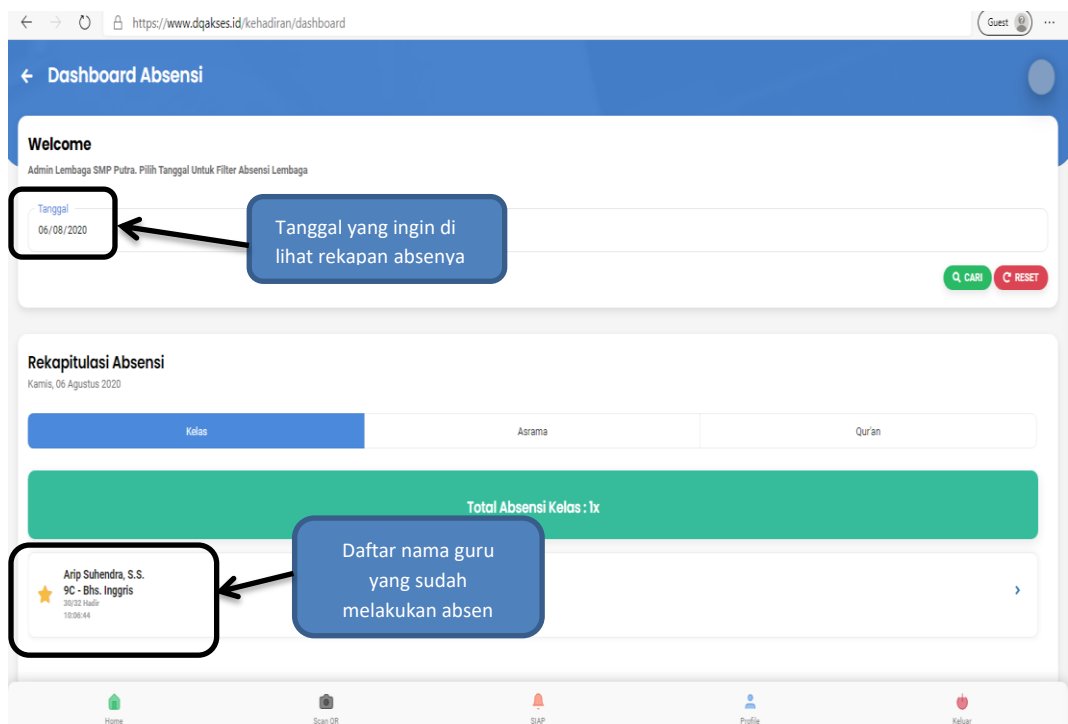 https://www.dqakses.id/kehadiran/dashboard
Guest
Dashboard Absensi
Welcome
Admin Lembaga SMP Putra. Pilih Tanggal Untuk Filter Absensi Lembaga
Tanggal
06/08/2020
Tanggal yang ingin di
lihat rekapan absenya
CARI
RESET
Rekapitulasi Absensi
Kamis, 06 Agustus 2020
Kelas
Asrama
Qur'an
Total Absensi Kelas : 1x
Daftar nama guru
yang sudah
melakukan absen
Arip Suhendra, S.S.
9C - Bhs. Inggris
30/32 Hadir
10:06:44
Home
Scan QR
SIAP
Profile
Keluar